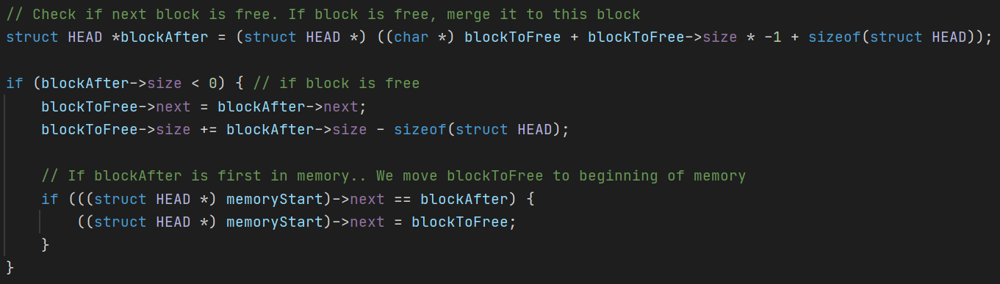 // Check if next block is free. If block is free, merge it to this block
struct HEAD *blockAfter = (struct HEAD *) ((char *) blockToFree + blockToFree->size * -1 + sizeof(struct HEAD));
if (blockAfter->size < 0) { // if block is free
    blockToFree->next = blockAfter->next;
    blockToFree->size += blockAfter->size - sizeof(struct HEAD);
    // If blockAfter is first in memory.. We move blockToFree to beginning of memory
    if (((struct HEAD *) memoryStart)->next == blockAfter) {
        ((struct HEAD *) memoryStart)->next = blockToFree;
    }
}